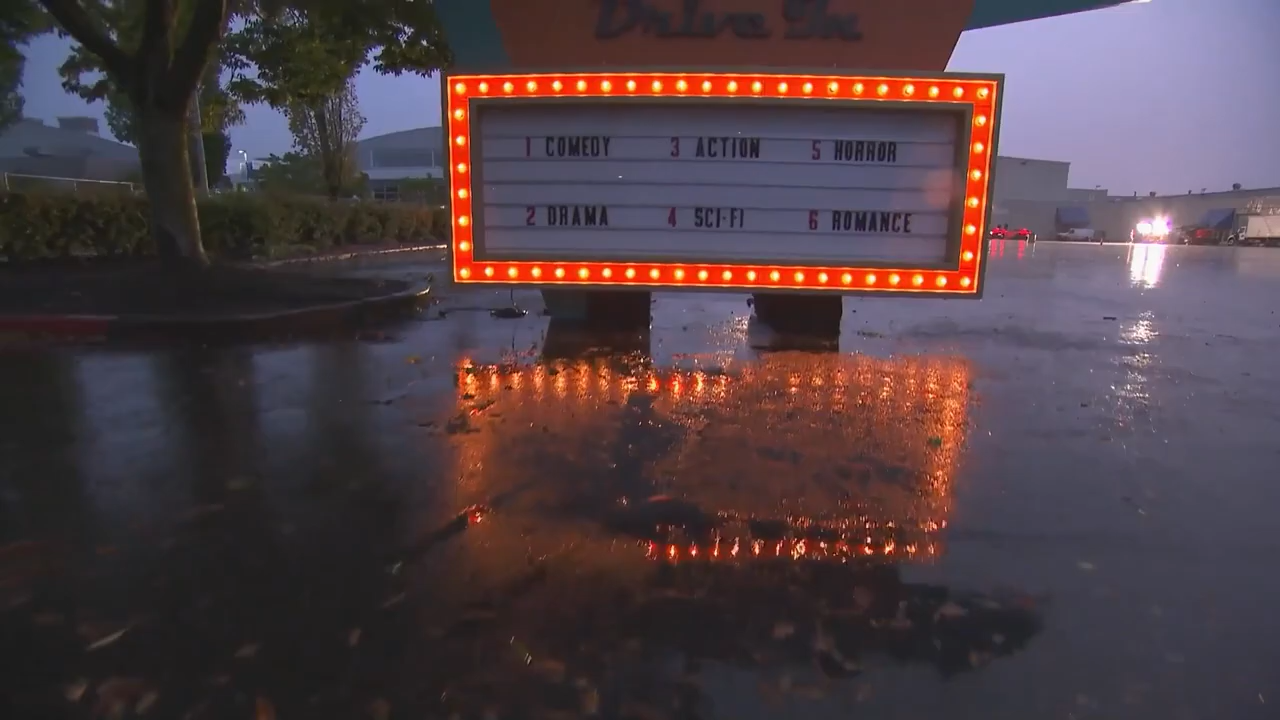 Drive In
1 COMEDY 3 ACTION 5 HORROR
2 DRAMA 4 SCI-FI 6 ROMANCE